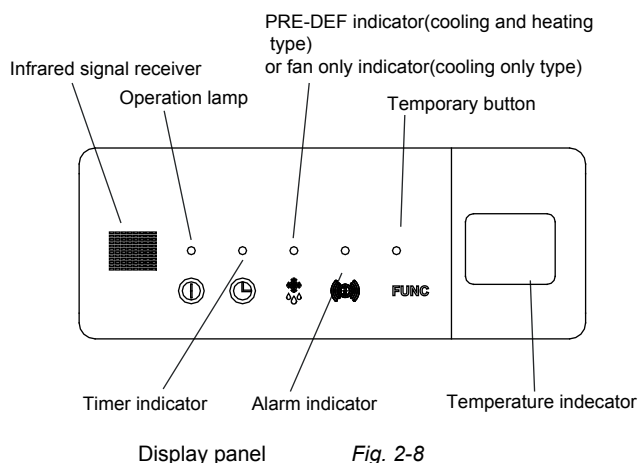 PRE-DEF indicator(cooling and heating
type)
or fan only indicator(cooling only type)
Infrared signal receiver
Operation lamp
Temporary button
FUNC
Timer indicator
Alarm indicator
Temperature indecator
Display panel
Fig. 2-8